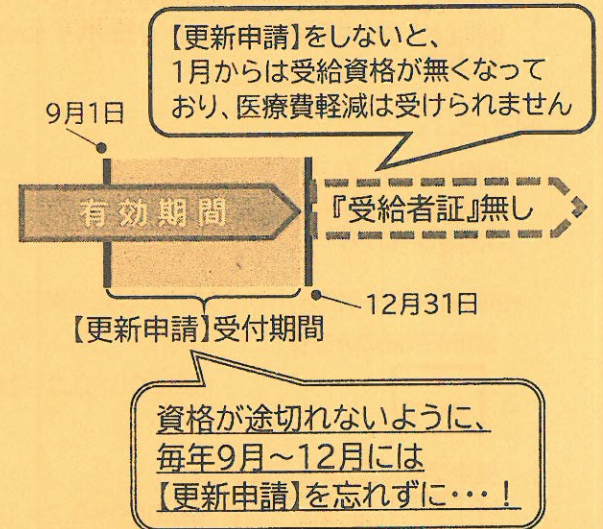 【更新申請】をしないと、
1月からは受給資格が無くなって
おり、医療費軽減は受けられません
9月1日
有効期間
『受給者証』無し
12月31日
【更新申請】受付期間
資格が途切れないように、
毎年9月～12月には
【更新申請】を忘れずに・・・！